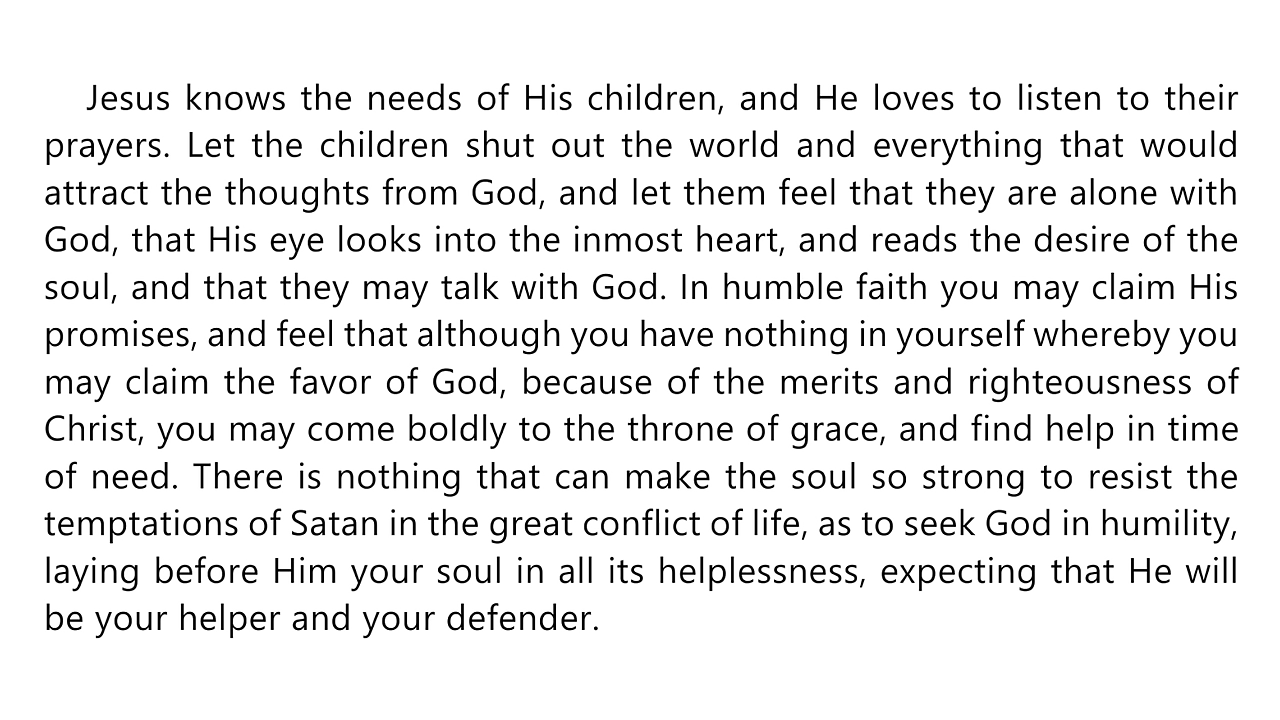 Jesus knows the needs of His children, and He loves to listen to their
prayers. Let the children shut out the world and everything that would
attract the thoughts from God, and let them feel that they are alone with
God, that His eye looks into the inmost heart, and reads the desire of the
soul, and that they may talk with God. In humble faith you may claim His
promises, and feel that although you have nothing in yourself whereby you
may claim the favor of God, because of the merits and righteousness of
Christ, you may come boldly to the throne of grace, and find help in time
of need. There is nothing that can make the soul so strong to resist the
temptations of Satan in the great conflict of life, as to seek God in humility,
laying before Him your soul in all its helplessness, expecting that He will
be your helper and your defender.